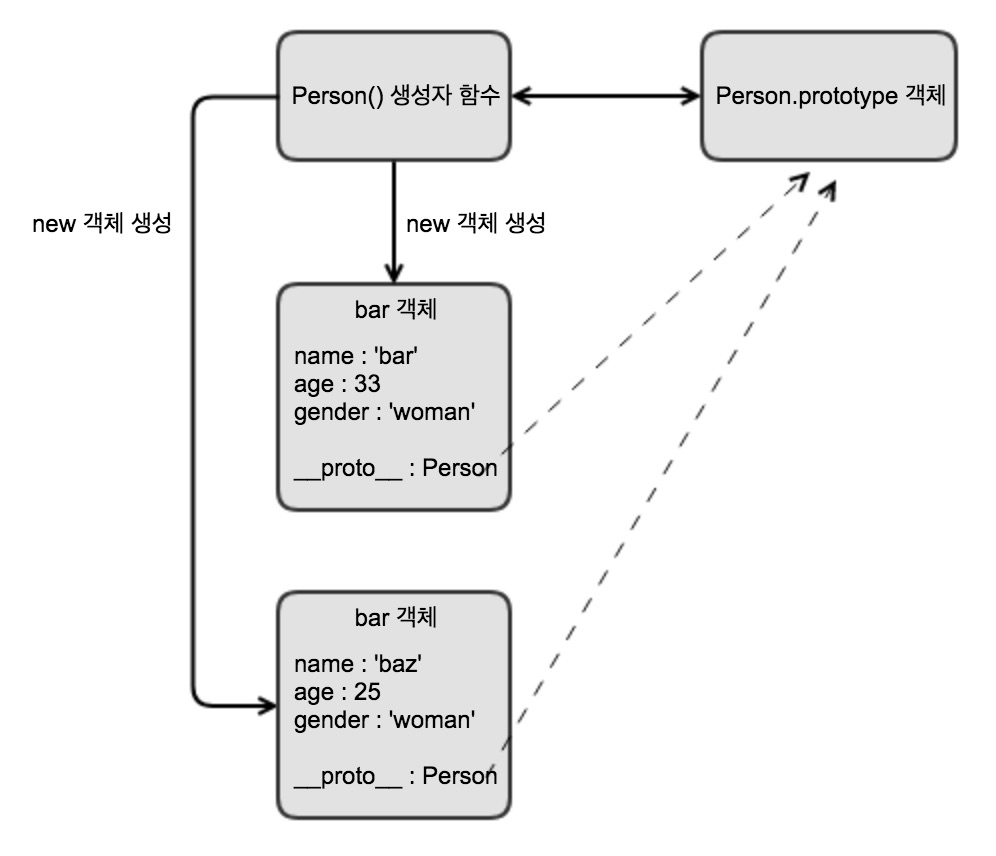 Person() 생성자 함수
Person.prototype 객체
new 객체 생성
new 객체 생성
bar 객체
name : 'bar'
age : 33
gender : 'woman'
__proto__ : Person
bar 객체
name : 'baz'
age : 25
gender : 'woman'
__proto__ : Person